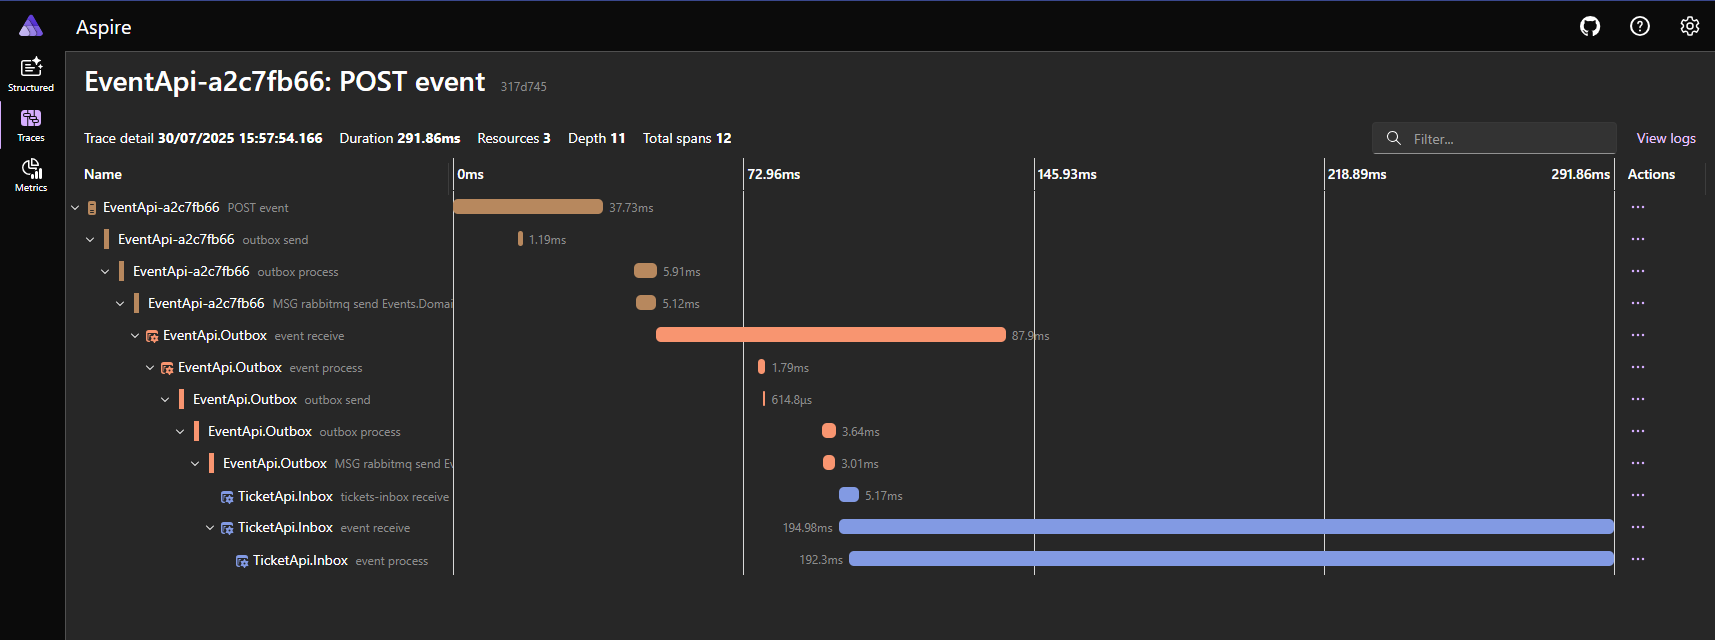 Aspire
Structured
Traces
Metrics
EventApi-a2c7fb66: POST event 317d745
Trace detail 30/07/2025 15:57:54.166 Duration 291.86ms Resources 3 Depth 11 Total spans 12
Filter...
View logs
Name 0ms 72.96ms 145.93ms 218.89ms 291.86ms Actions
EventApi-a2c7fb66 POST event 37.73ms
EventApi-a2c7fb66 outbox send 1.19ms
EventApi-a2c7fb66 outbox process 5.91ms
EventApi-a2c7fb66 MSG rabbitmq send Events.Domai 5.12ms
EventApi.Outbox event receive 87.9ms
EventApi.Outbox event process 1.79ms
EventApi.Outbox outbox send 614.8µs
EventApi.Outbox outbox process 3.64ms
EventApi.Outbox MSG rabbitmq send Ev 3.01ms
TicketApi.Inbox tickets-inbox receive 5.17ms
TicketApi.Inbox event receive 194.98ms
TicketApi.Inbox event process 192.3ms